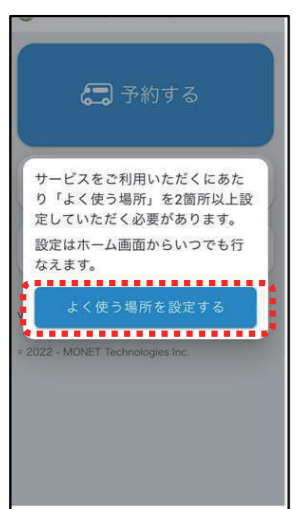 予約する
サービスをご利用いただくにあた
り「よく使う場所」を2箇所以上設
定していただく必要があります。
設定はホーム画面からいつでも行
なえます。
よく使う場所を設定する
© 2022 - MONET Technologies Inc.